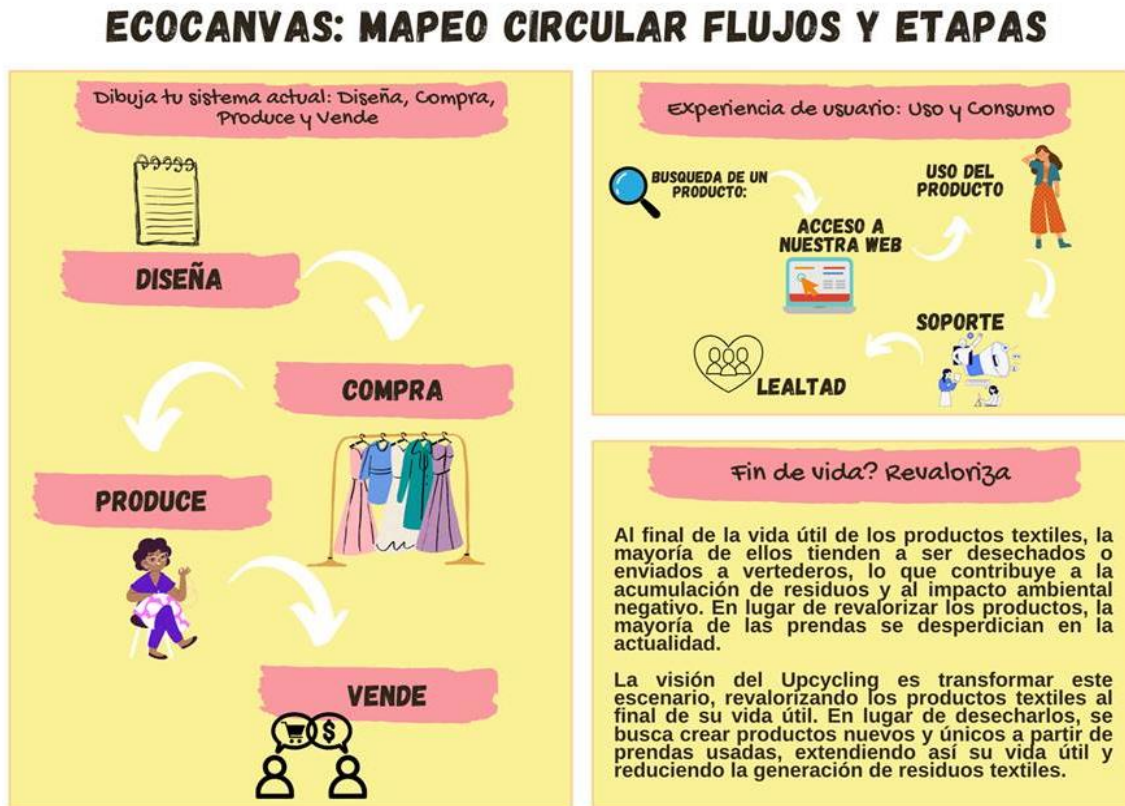 ECOCANVAS: MAPEO CIRCULAR FLUJOS Y ETAPAS
Dibuja tu sistema actual: Diseña, Compra,
Produce y Vende
DISEÑA
COMPRA
PRODUCE
VENDE
Experiencia de usuario: Uso y Consumo
BUSQUEDA DE UN
PRODUCTO:
ACCESO A
NUESTRA WEB
USO DEL
PRODUCTO
SOPORTE
LEALTAD
Fin de vida? Revaloriza
Al final de la vida útil de los productos textiles, la
mayoría de ellos tienden a ser desechados o
enviados a vertederos, lo que contribuye a la
acumulación de residuos y al impacto ambiental
negativo. En lugar de revalorizar los productos, la
mayoría de las prendas se desperdician en la
actualidad.
La visión del Upcycling es transformar este
escenario, revalorizando los productos textiles al
final de su vida útil. En lugar de desecharlos, se
busca crear productos nuevos y únicos a partir de
prendas usadas, extendiendo así su vida útil y
reduciendo la generación de residuos textiles.